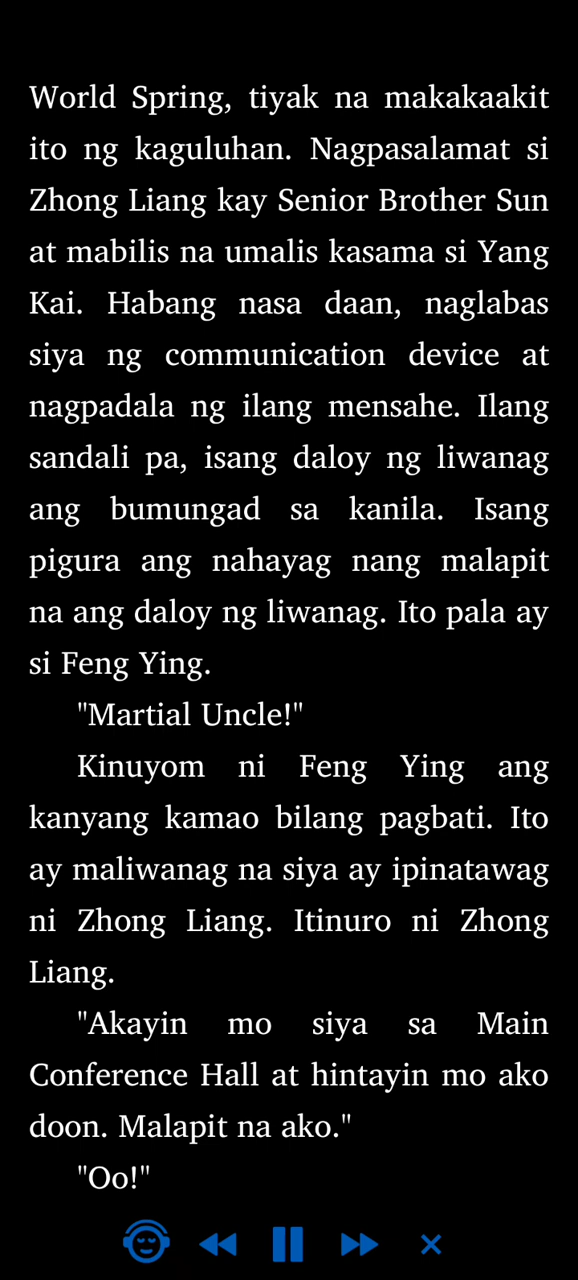 World Spring, tiyak na makakaakit
ito ng kaguluhan. Nagpasalamat si
Zhong Liang kay Senior Brother Sun
at mabilis na umalis kasama si Yang
Kai. Habang nasa daan, naglabas
siya ng communication device at
nagpadala ng ilang mensahe. Ilang
sandali pa, isang daloy ng liwanag
ang bumungad sa kanila. Isang
pigura ang nahayag nang malapit
na ang daloy ng liwanag. Ito pala ay
si Feng Ying.
"Martial Uncle!"
Kinuyom ni Feng Ying ang
kanyang kamao bilang pagbati. Ito
ay maliwanag na siya ay ipinatawag
ni Zhong Liang. Itinuro ni Zhong
Liang.
"Akayin mo siya sa Main
Conference Hall at hintayin mo ako
doon. Malapit na ako."
"Oo!"